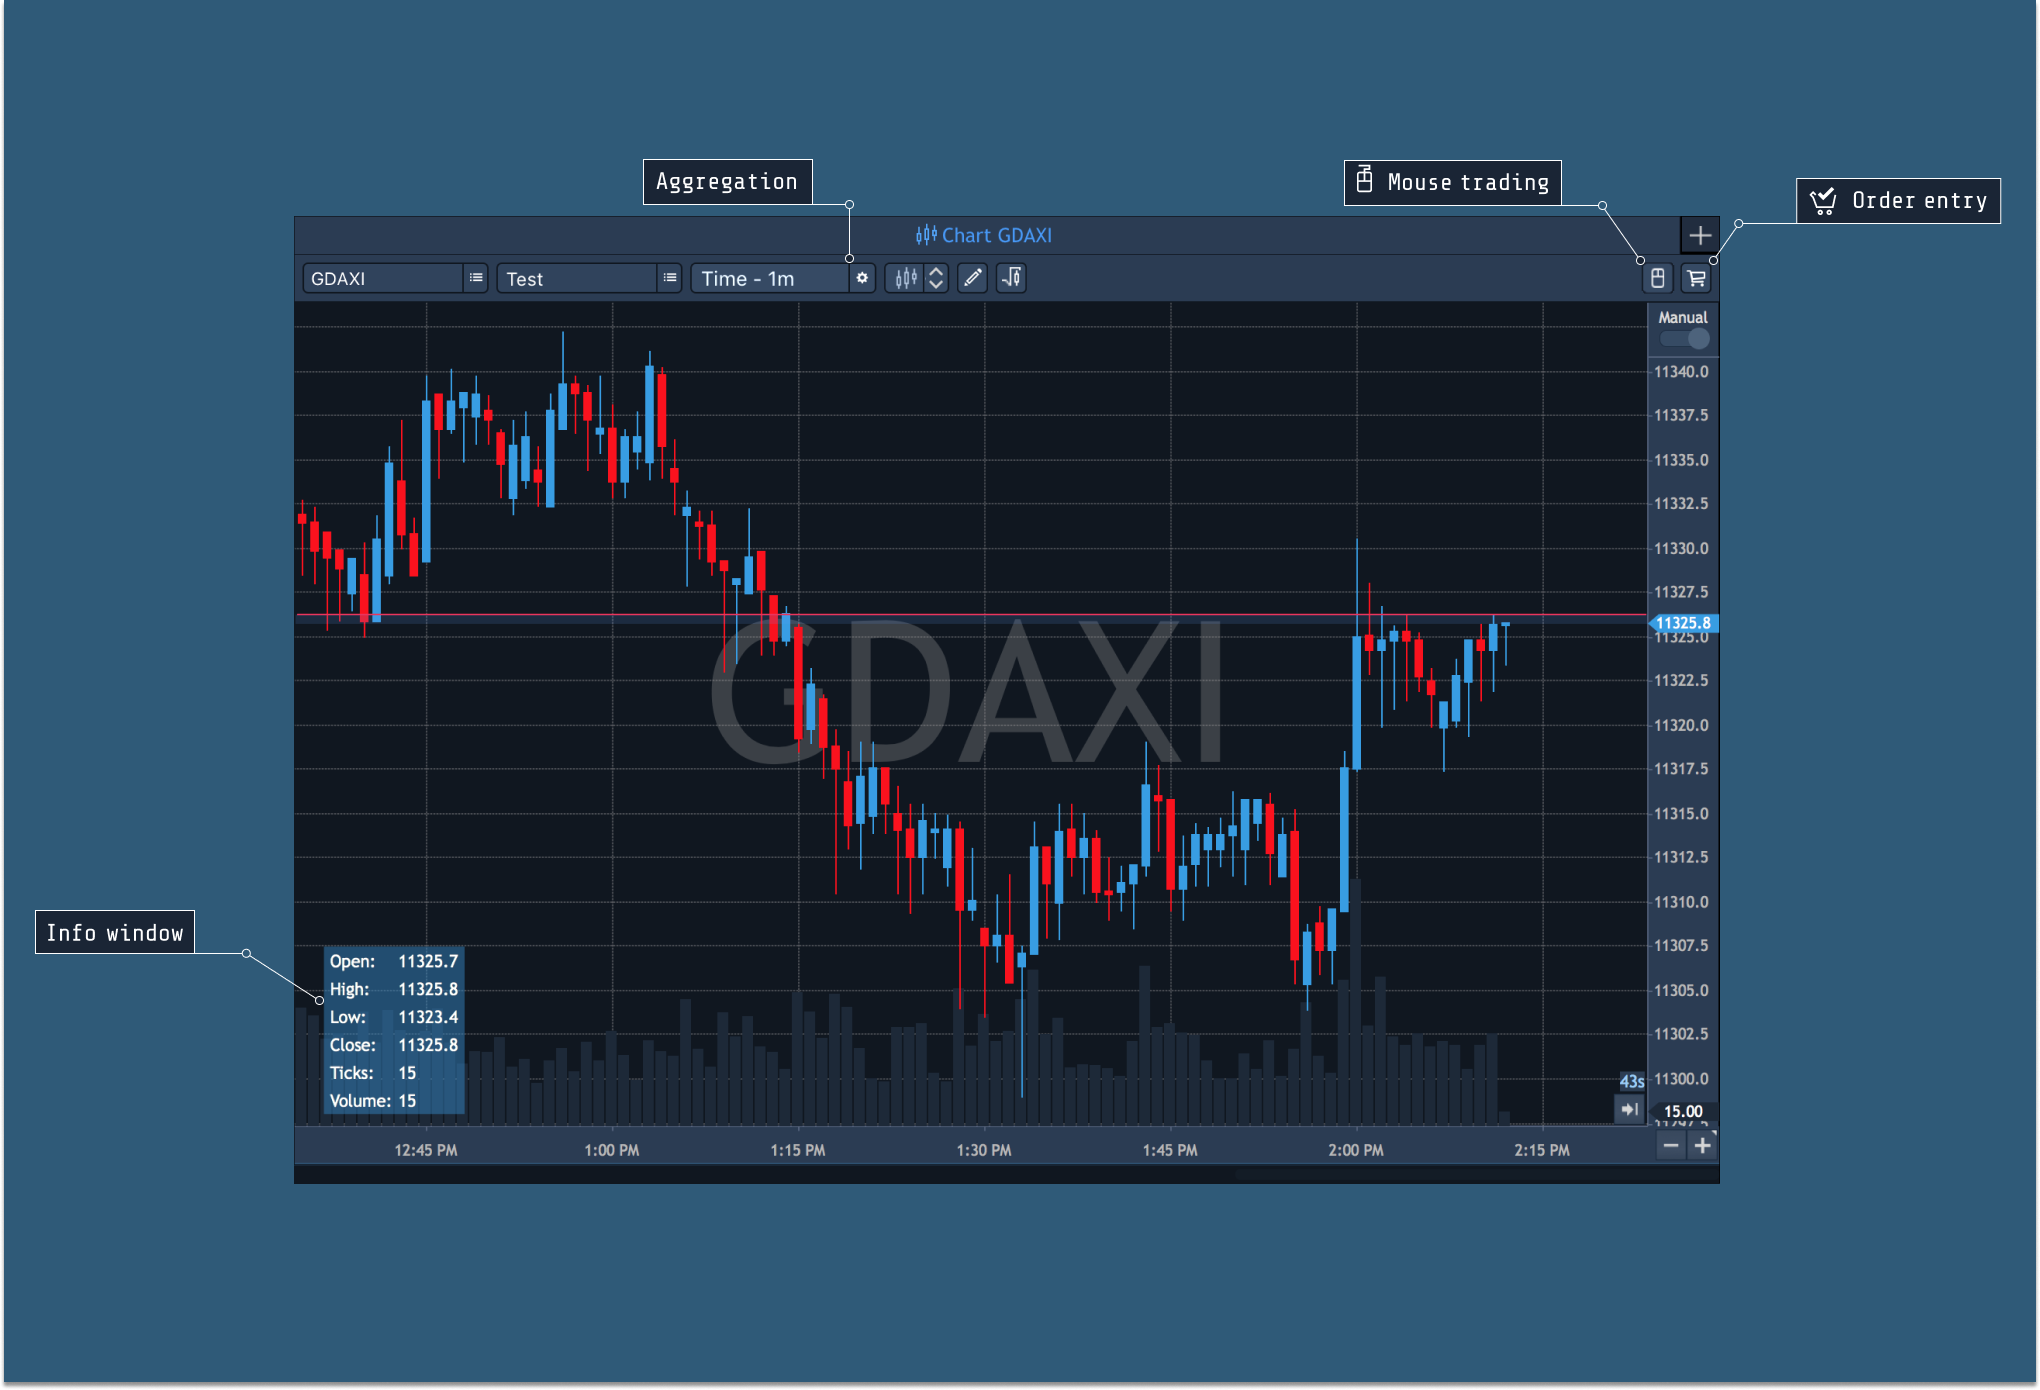 Aggregation
Mouse trading
Order entry
Chart GDAXI
GDAXI
Test
Time - 1m
Manual
11340.0
11337.5
11335.0
11332.5
11330.0
11327.5
11325.8
11325.0
11322.5
11320.0
11317.5
11315.0
11312.5
11310.0
11307.5
11305.0
11302.5
11300.0
GDAXI
Info window
Open: 11325.7
High: 11325.8
Low: 11323.4
Close: 11325.8
Ticks: 15
Volume: 15
43s
15.00
12:45 PM
1:00 PM
1:15 PM
1:30 PM
1:45 PM
2:00 PM
2:15 PM